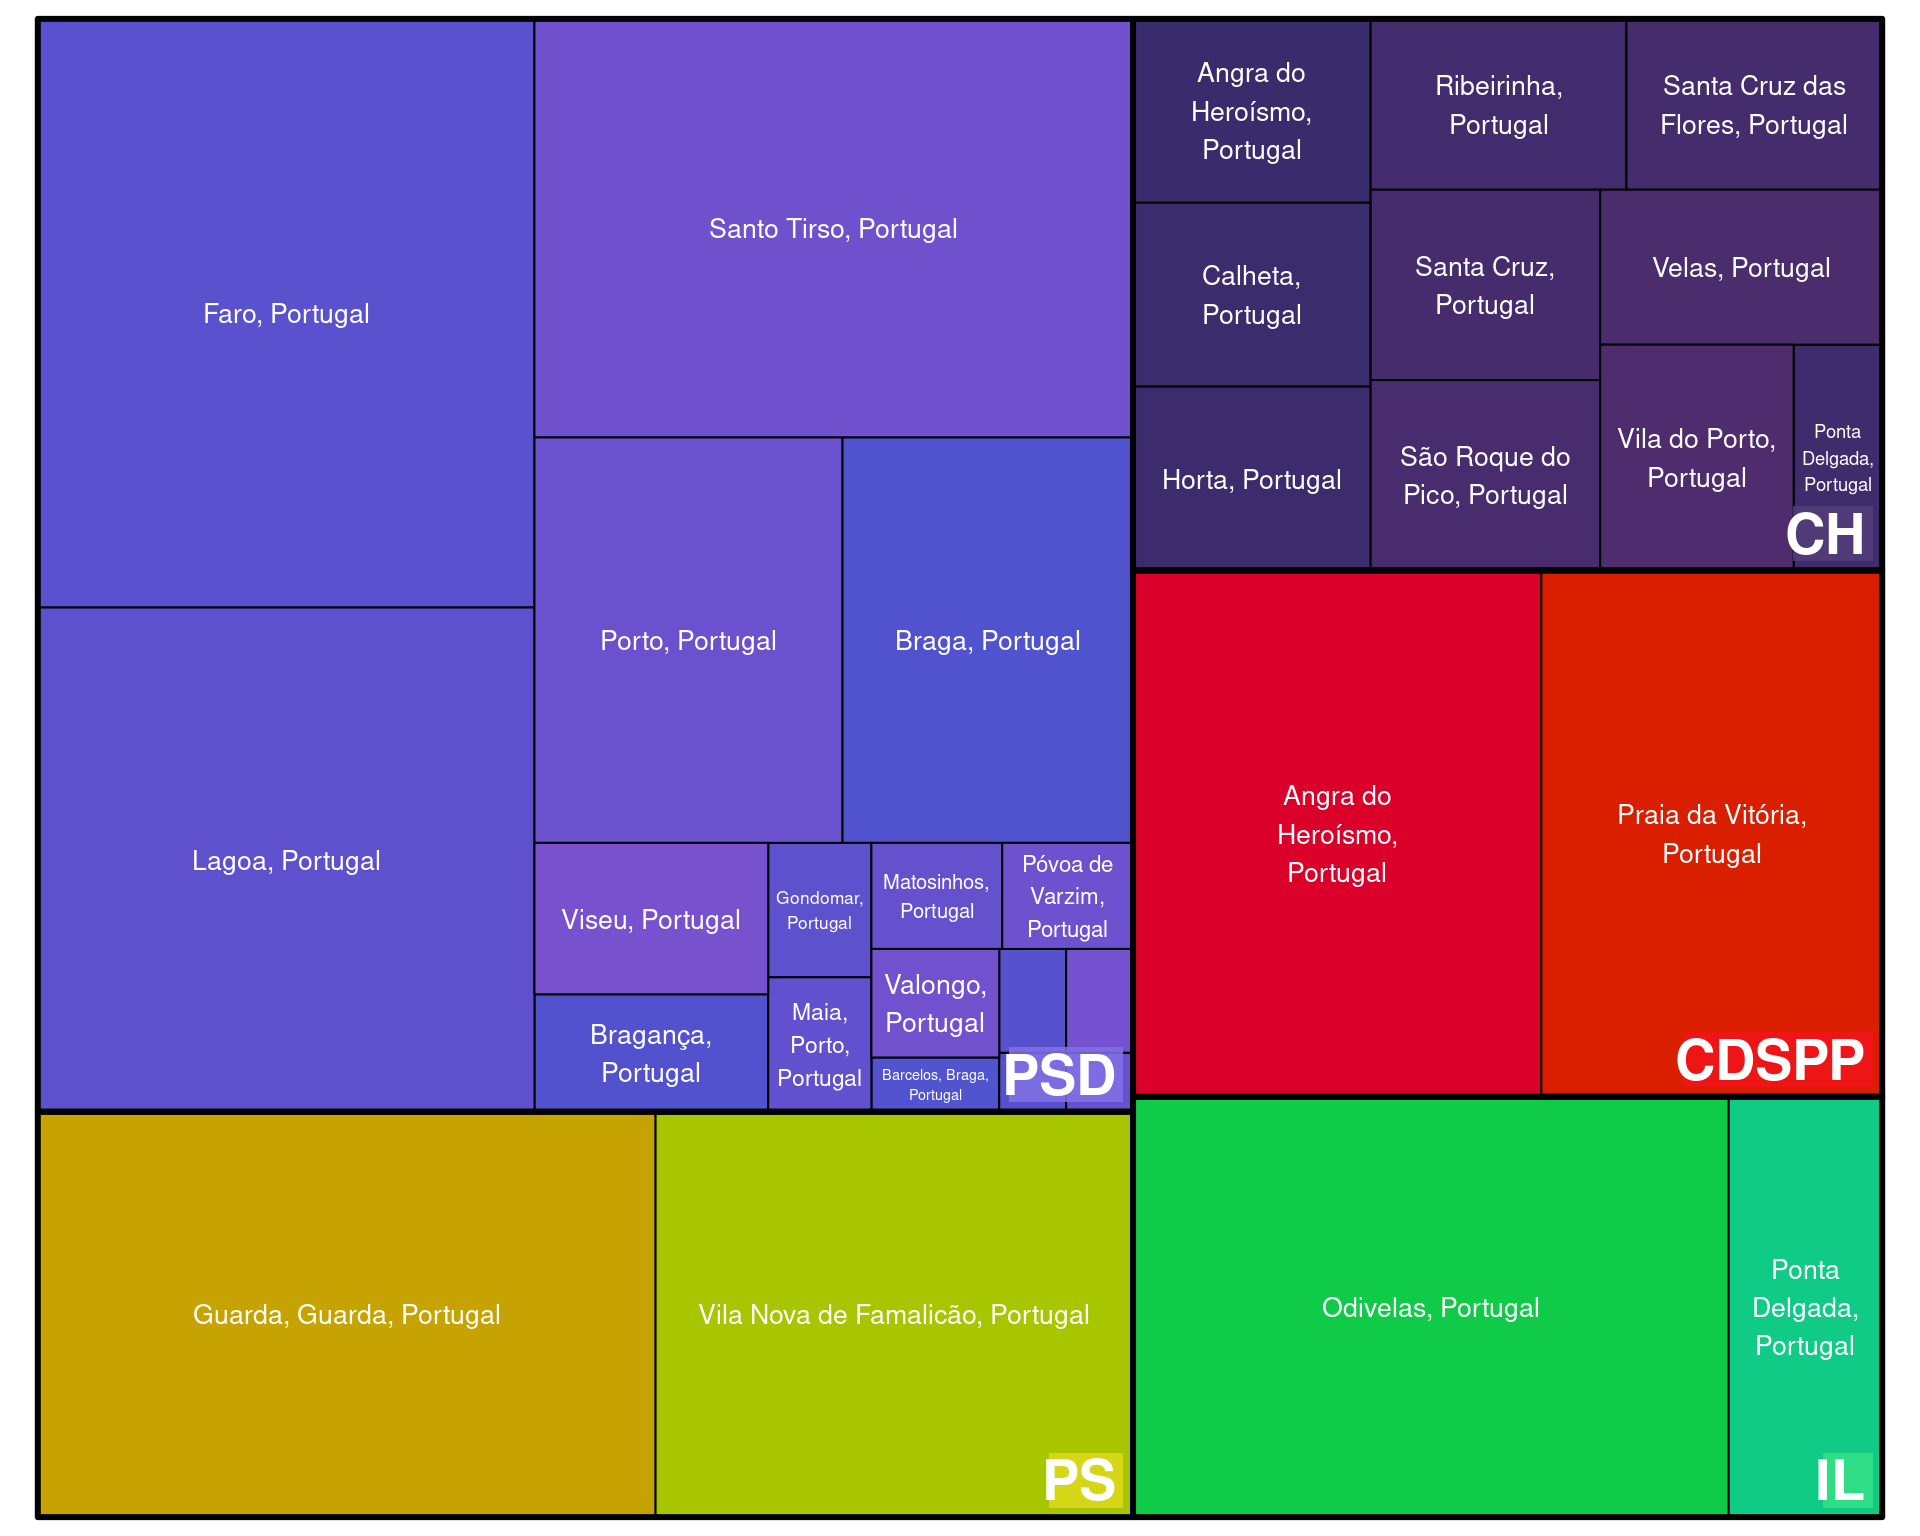 Faro, Portugal
Santo Tirso, Portugal
Lagoa, Portugal
Porto, Portugal
Braga, Portugal
Viseu, Portugal
Bragança,
Portugal
Gondomar,
Portugal
Maia,
Porto,
Portugal
Matosinhos,
Portugal
Póvoa de
Varzim,
Portugal
Valongo,
Portugal
Barcelos, Braga,
Portugal
PSD
Guarda, Guarda, Portugal
Vila Nova de Famalicão, Portugal
PS
Angra do
Heroísmo,
Portugal
Calheta,
Portugal
Horta, Portugal
Ribeirinha,
Portugal
Santa Cruz das
Flores, Portugal
Santa Cruz,
Portugal
Velas, Portugal
São Roque do
Pico, Portugal
Vila do Porto,
Portugal
Ponta
Delgada,
Portugal
CH
Angra do
Heroísmo,
Portugal
Praia da Vitória,
Portugal
CDSPP
Odivelas, Portugal
Ponta
Delgada,
Portugal
IL